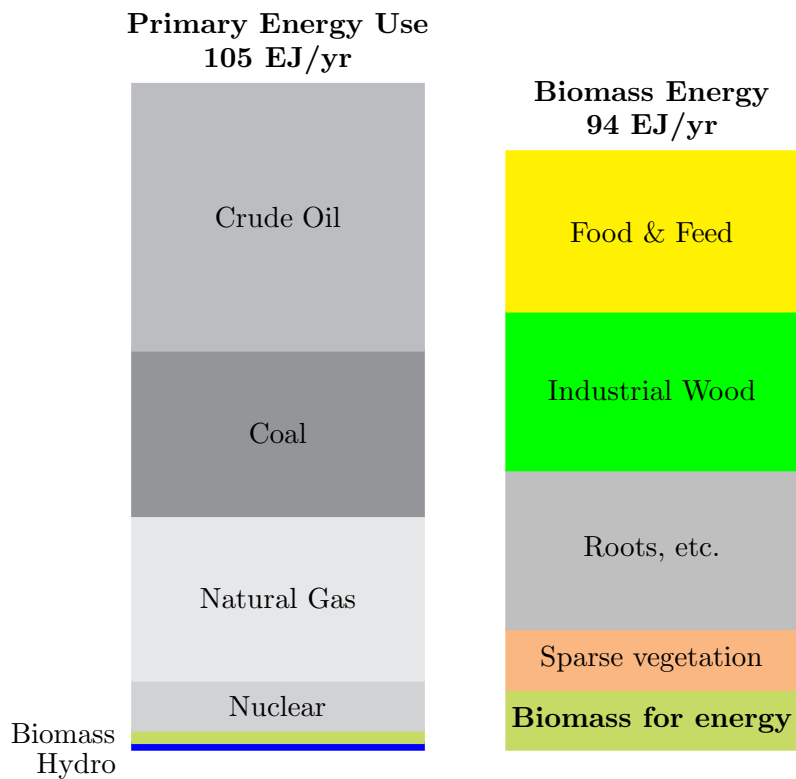 Primary Energy Use
105 EJ/yr
Crude Oil
Coal
Natural Gas
Nuclear
Biomass
Hydro
Biomass Energy
94 EJ/yr
Food & Feed
Industrial Wood
Roots, etc.
Sparse vegetation
Biomass for energy